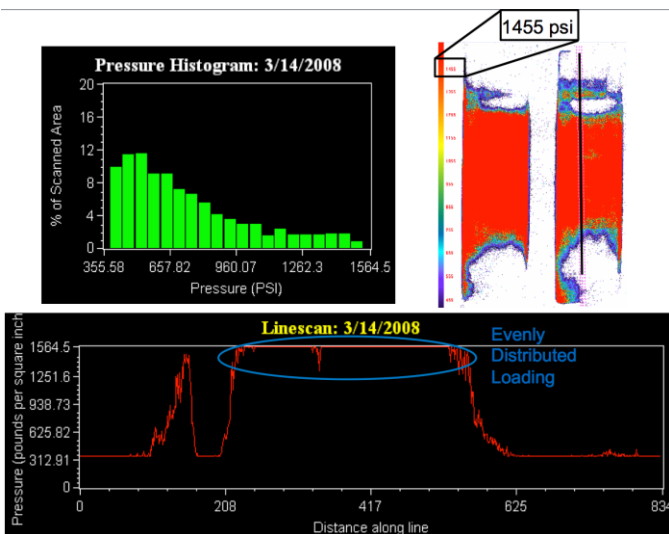 1455 psi
Pressure Histogram: 3/14/2008
% of Scanned Area
20
16
12
8
4
0
355.58 657.82 960.07 1262.3 1564.5
Pressure (PSI)
Linescan: 3/14/2008
Evenly
Distributed
Loading
Pressure (pounds per square inch
1564.5
1251.6
938.73
625.82
312.91
0
0 208 417 625 834
Distance along line